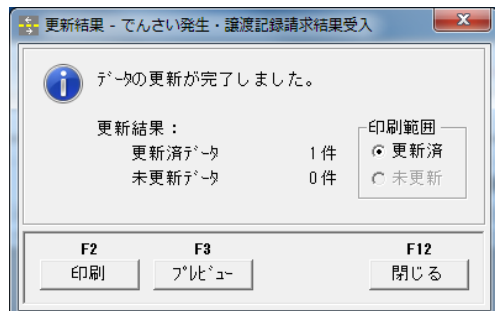 更新結果 - でんさい発生・譲渡記録請求結果受入
ﾃﾞｰﾀの更新が完了しました。
更新結果：
更新済ﾃﾞｰﾀ 1件
未更新ﾃﾞｰﾀ 0件
印刷範囲
更新済
未更新
F2 F3 F12
印刷 ﾌﾟﾚﾋﾞｭｰ 閉じる